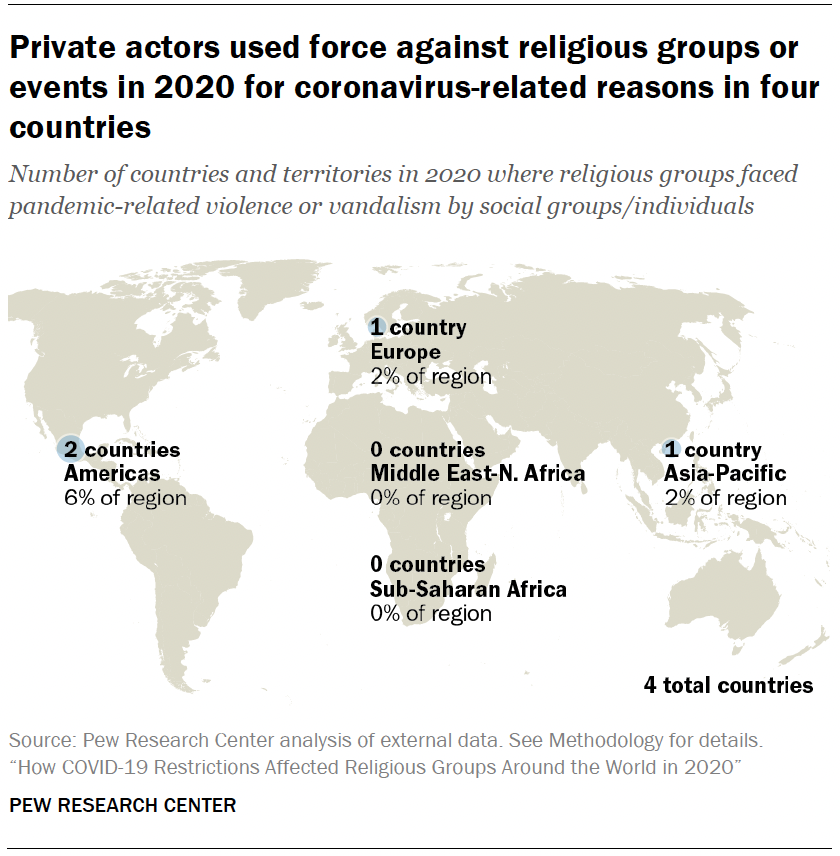 Private actors used force against religious groups or
events in 2020 for coronavirus-related reasons in four
countries
Number of countries and territories in 2020 where religious groups faced
pandemic-related violence or vandalism by social groups/individuals
1 country
Europe
2% of region
2 countries
Americas
6% of region
0 countries
Middle East-N. Africa
0% of region
1 country
Asia-Pacific
2% of region
0 countries
Sub-Saharan Africa
0% of region
4 total countries
Source: Pew Research Center analysis of external data. See Methodology for details.
“How COVID-19 Restrictions Affected Religious Groups Around the World in 2020”
PEW RESEARCH CENTER